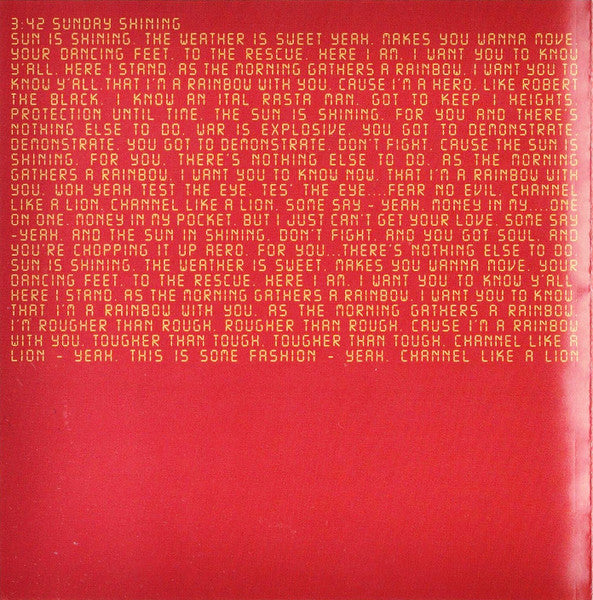 3:42 SUNDAY SHINING
SUN IS SHINING. THE WEATHER IS SWEET YEAH. MAKES YOU WANNA MOVE.
YOUR DANCING FEET. TO THE RESCUE. HERE I AM. I WANT YOU TO KNOW
Y'ALL. HERE I STAND. AS THE MORNING GATHERS A RAINBOW. I WANT YOU TO
KNOW Y'ALL.THAT I'M A RAINBOW WITH YOU. CAUSE I'M A HERO. LIKE ROBERT
THE BLACK. I KNOW AN ITAL RASTA MAN. GOT TO KEEP I HEIGHTS.
PROTECTION UNTIL TIME. THE SUN IS SHINING. FOR YOU AND THERE'S
NOTHING ELSE TO DO. WAR IS EXPLOSIVE. YOU GOT TO DEMONSTRATE.
DEMONSTRATE. YOU GOT TO DEMONSTRATE. DON'T FIGHT. CAUSE THE SUN IS
SHINING. FOR YOU. THERE'S NOTHING ELSE TO DO. AS THE MORNING
GATHERS A RAINBOW. I WANT YOU TO KNOW NOW. THAT I'M A RAINBOW WITH
YOU. WOH YEAH TEST THE EYE. TES' THE EYE....FEAR NO EVIL. CHANNEL
LIKE A LION. CHANNEL LIKE A LION. SOME SAY - YEAH. MONEY IN MY....ONE
ON ONE. MONEY IN MY POCKET. BUT I JUST CAN'T GET YOUR LOVE. SOME SAY
-YEAH. AND THE SUN IN SHINING. DON'T FIGHT. AND YOU GOT SOUL. AND
YOU'RE CHOPPING IT UP AERO. FOR YOU...THERE'S NOTHING ELSE TO DO.
SUN IS SHINING. THE WEATHER IS SWEET. MAKES YOU WANNA MOVE. YOUR
DANCING FEET. TO THE RESCUE. HERE I AM. I WANT YOU TO KNOW Y'ALL.
HERE I STAND. AS THE MORNING GATHERS A RAINBOW. I WANT YOU TO KNOW.
THAT I'M A RAINBOW WITH YOU. AS THE MORNING GATHERS A RAINBOW.
I'M ROUGHER THAN ROUGH. ROUGHER THAN ROUGH. CAUSE I'M A RAINBOW
WITH YOU. TOUGHER THAN TOUGH. TOUGHER THAN TOUGH. CHANNEL LIKE A
LION - YEAH. THIS IS SOME FASHION - YEAH. CHANNEL LIKE A LION